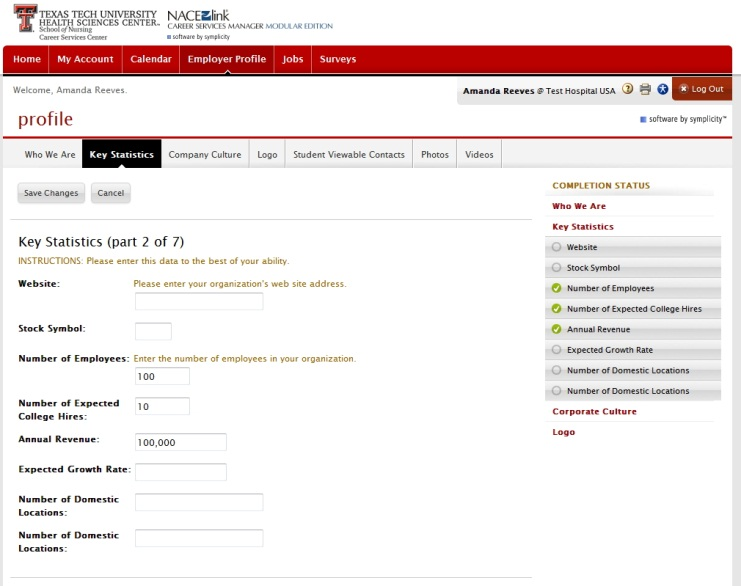 TEXAS TECH UNIVERSITY
HEALTH SCIENCES CENTER
School of Nursing
Career Services Center
NACElink
CAREER SERVICES MANAGER MODULAR EDITION
software by symplicity
Home My Account Calendar Employer Profile Jobs Surveys
Welcome, Amanda Reeves.
Amanda Reeves @ Test Hospital USA ? Log Out
profile
software by symplicity™
Who We Are Key Statistics Company Culture Logo Student Viewable Contacts Photos Videos
Save Changes Cancel
Key Statistics (part 2 of 7)
INSTRUCTIONS: Please enter this data to the best of your ability.
Website: Please enter your organization's web site address.
Stock Symbol:
Number of Employees: Enter the number of employees in your organization.
100
Number of Expected
College Hires:
10
Annual Revenue: 100,000
Expected Growth Rate:
Number of Domestic
Locations:
Number of Domestic
Locations:
COMPLETION STATUS
Who We Are
Key Statistics
Website
Stock Symbol
Number of Employees
Number of Expected College Hires
Annual Revenue
Expected Growth Rate
Number of Domestic Locations
Number of Domestic Locations
Corporate Culture
Logo